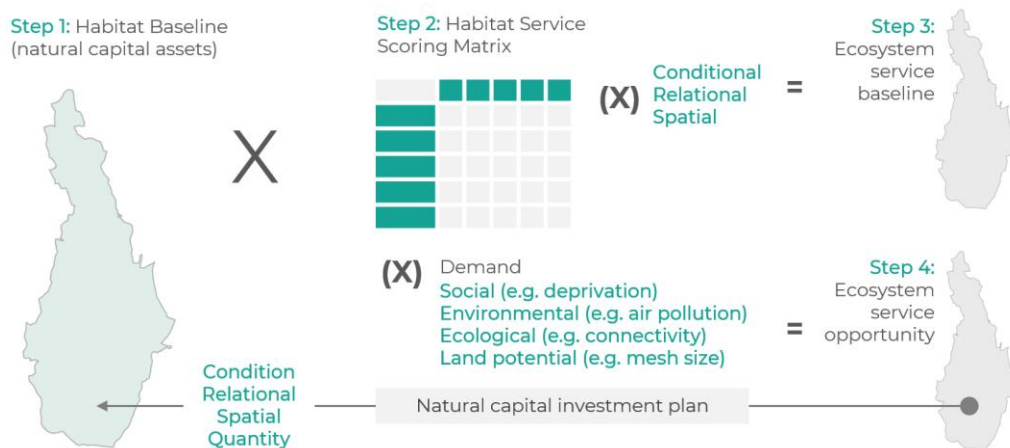 Step 1: Habitat Baseline
(natural capital assets)
X
Step 2: Habitat Service
Scoring Matrix
(X)
Conditional
Relational
Spatial
=
Step 3:
Ecosystem
service
baseline
(X)
Demand
Social (e.g. deprivation)
Environmental (e.g. air pollution)
Ecological (e.g. connectivity)
Land potential (e.g. mesh size)
=
Step 4:
Ecosystem
service
opportunity
Condition
Relational
Spatial
Quantity
Natural capital investment plan